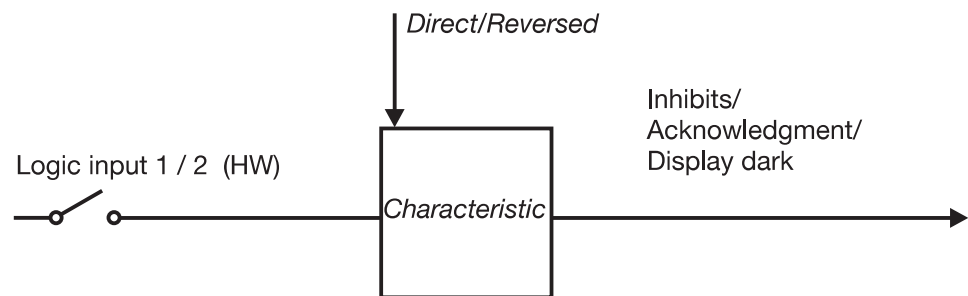 Direct/Reversed
Inhibits/
Acknowledgment/
Display dark
Logic input 1 / 2 (HW)
Characteristic